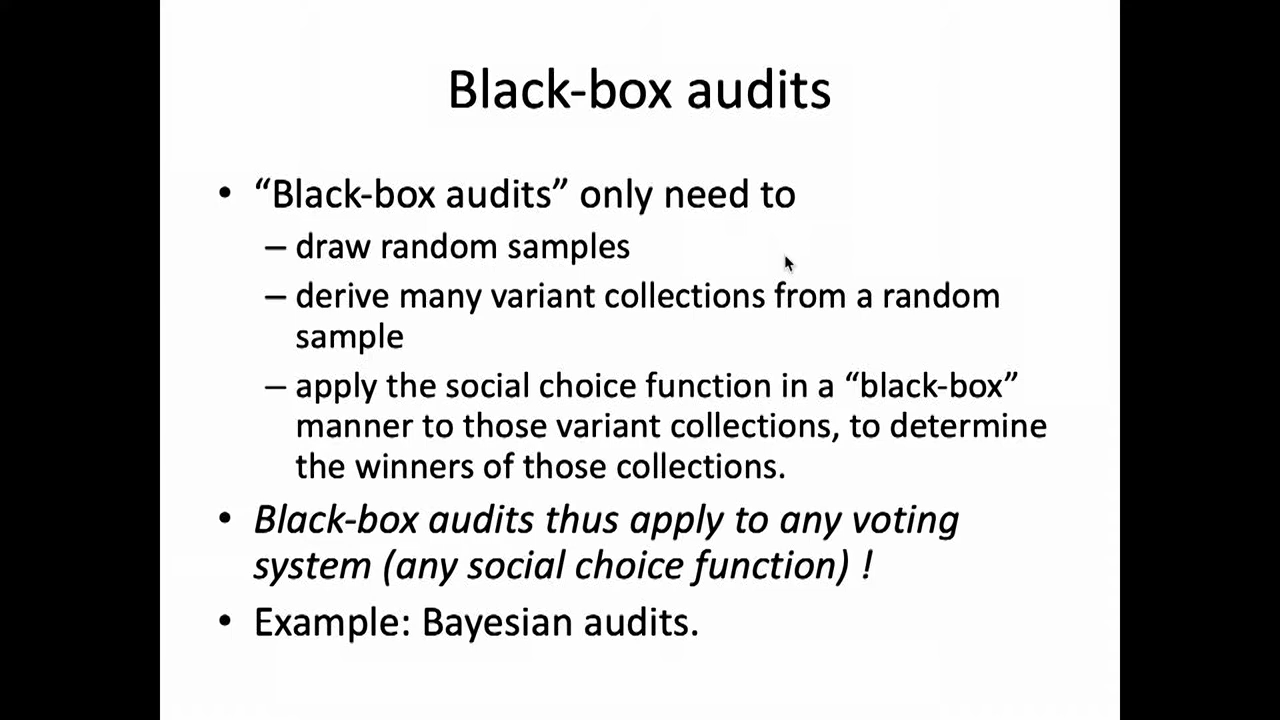 Black-box audits
• “Black-box audits” only need to
– draw random samples
– derive many variant collections from a random
sample
– apply the social choice function in a “black-box”
manner to those variant collections, to determine
the winners of those collections.
• Black-box audits thus apply to any voting
system (any social choice function) !
• Example: Bayesian audits.